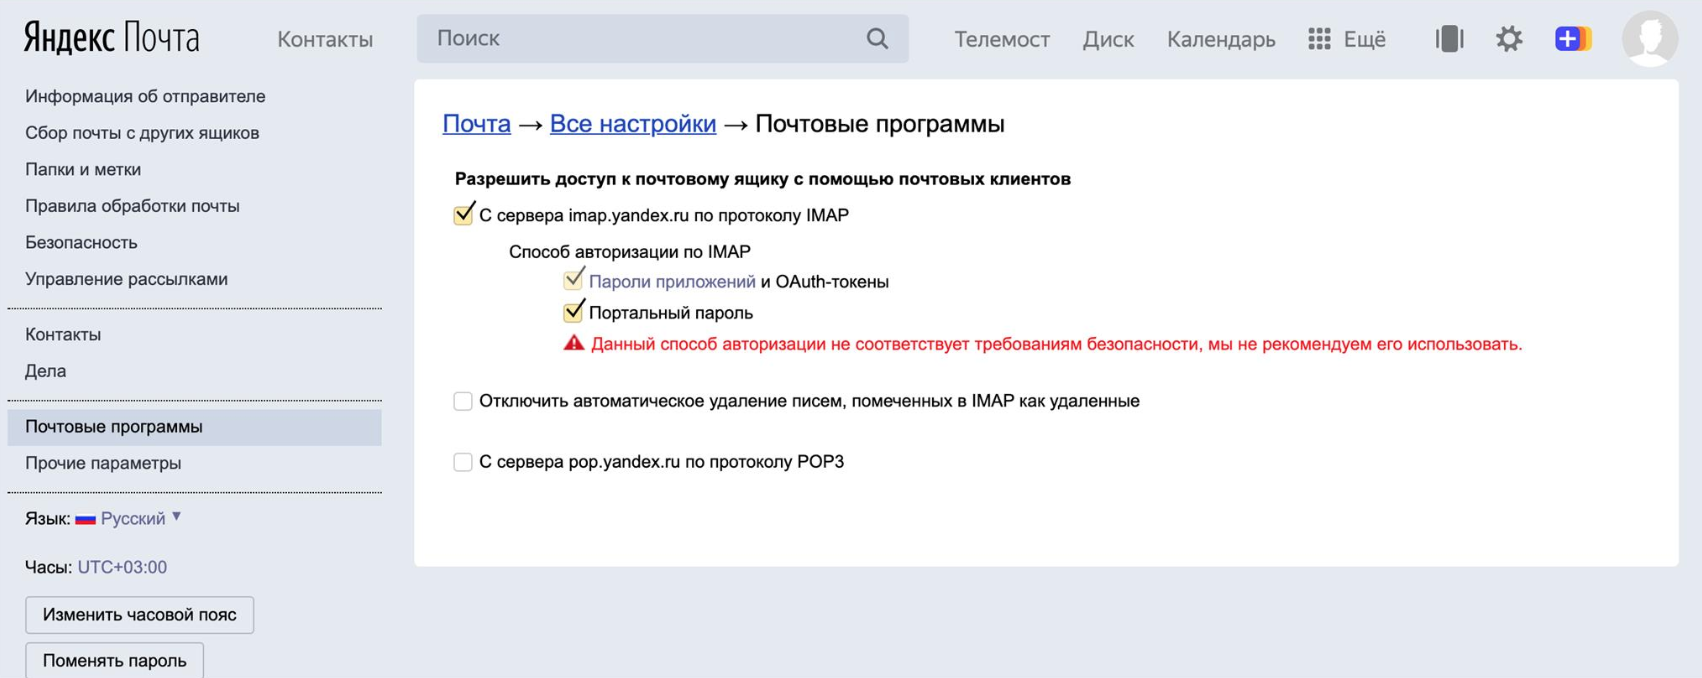 Яндекс Почта
Контакты
Поиск
Телемост
Диск
Календарь
Ещё
Информация об отправителе
Сбор почты с других ящиков
Папки и метки
Правила обработки почты
Безопасность
Управление рассылками
Контакты
Дела
Почтовые программы
Прочие параметры
Язык: Русский
Часы: UTC+03:00
Изменить часовой пояс
Поменять пароль
Почта → Все настройки → Почтовые программы
Разрешить доступ к почтовому ящику с помощью почтовых клиентов
С сервера imap.yandex.ru по протоколу IMAP
Способ авторизации по IMAP
Пароли приложений и OAuth-токены
Портальный пароль
Данный способ авторизации не соответствует требованиям безопасности, мы не рекомендуем его использовать.
Отключить автоматическое удаление писем, помеченных в IMAP как удаленные
С сервера pop.yandex.ru по протоколу POP3